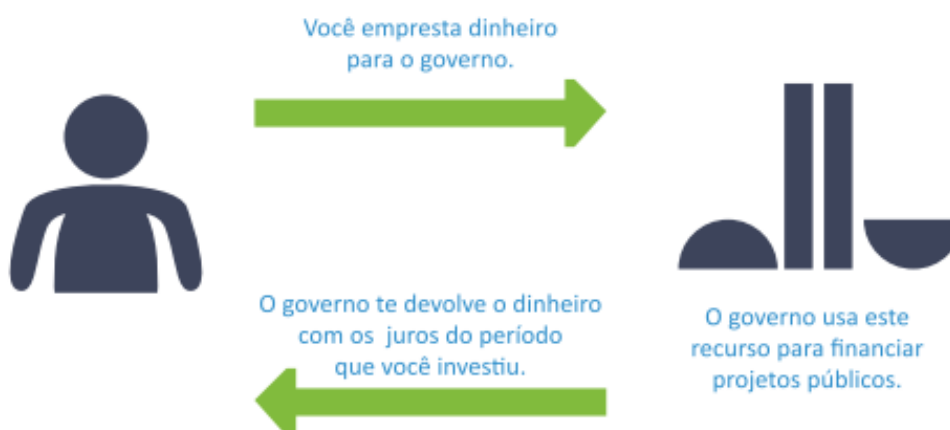 Você empresta dinheiro
para o governo.
O governo te devolve o dinheiro
com os juros do período
que você investiu.
O governo usa este
recurso para financiar
projetos públicos.